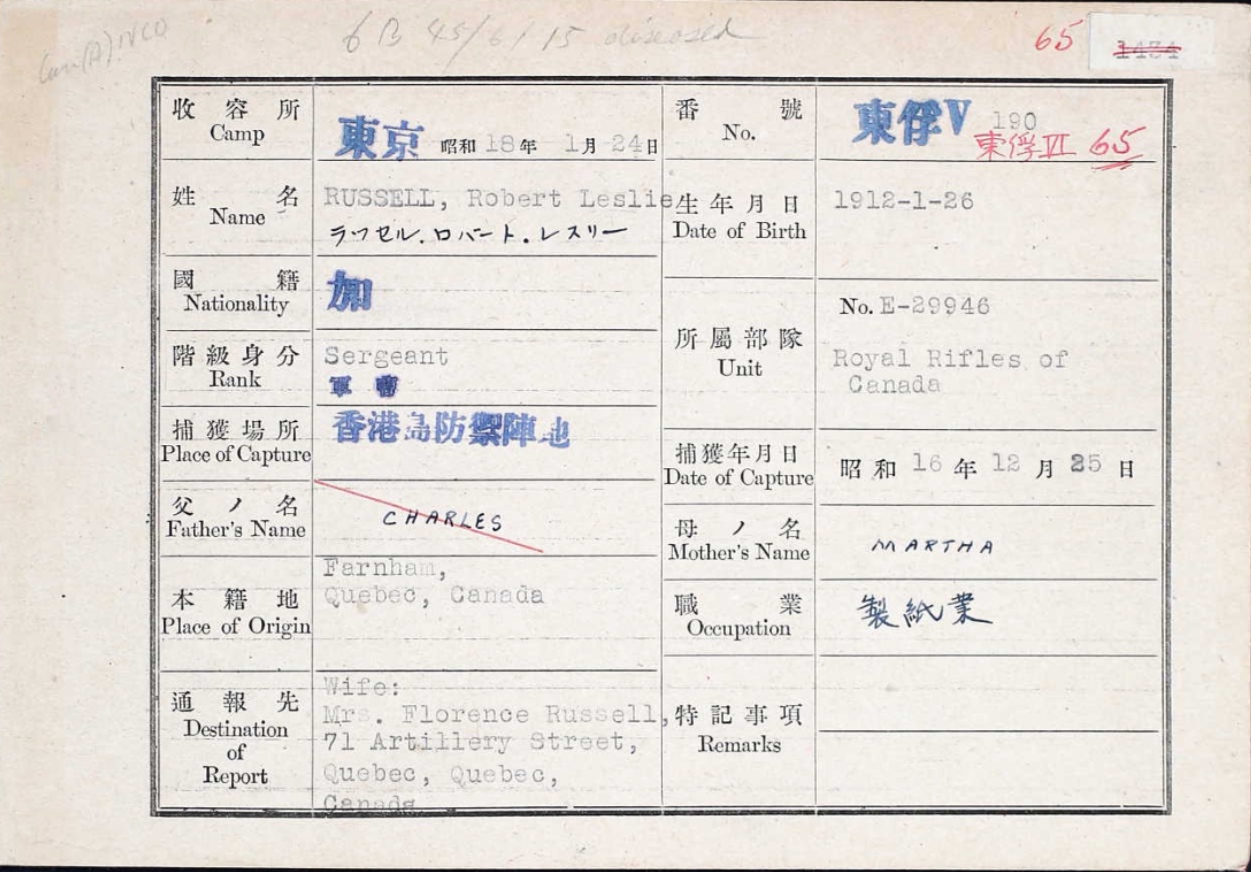 6 B 45/6/15 diseased
Can(A).NCO
65
1434
收容所
Camp
東京 昭和18年 1月24日
番號
No.
東俘V 190
東俘VI 65
姓名
Name
RUSSELL, Robert Leslie
ラッセル.ロバート.レスリー
生年月日
Date of Birth
1912-1-26
國籍
Nationality
加
階級身分
Rank
Sergeant
軍曹
所屬部隊
Unit
No. E-29946
Royal Rifles of
Canada
捕獲場所
Place of Capture
香港島防禦陣地
捕獲年月日
Date of Capture
昭和 16 年 12 月 25 日
父ノ名
Father's Name
CHARLES
母ノ名
Mother's Name
MARTHA
本籍地
Place of Origin
Farnham,
Quebec, Canada
職業
Occupation
製紙業
通報先
Destination
of
Report
Wife:
Mrs. Florence Russell,
71 Artillery Street,
Quebec, Quebec,
Canada
特記事項
Remarks